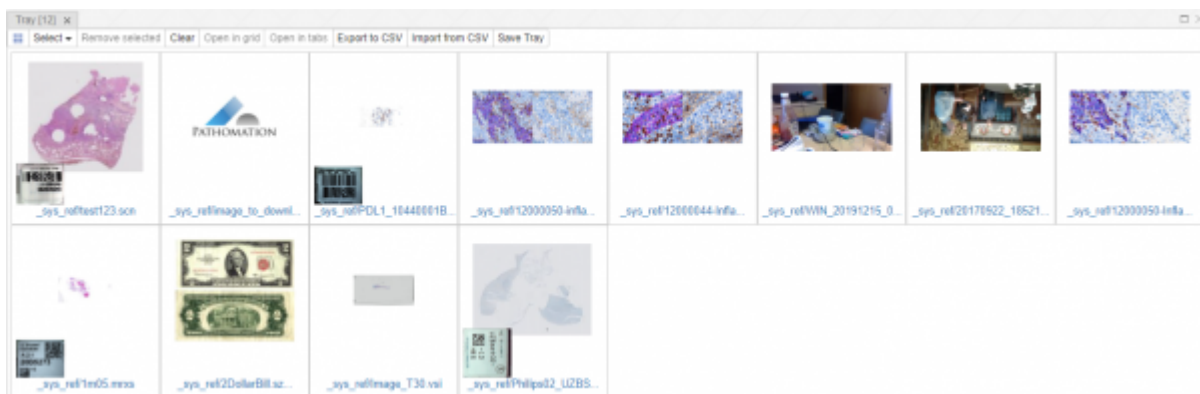 Tray [12] ×
Select Remove selected Clear Open in grid Open in tabs Export to CSV Import from CSV Save Tray
PATHOMATION
_sys_ref/test123.scn
_sys_ref/image_to_downl...
_sys_ref/PDL1_10440001B...
_sys_ref/12000050-infla...
_sys_ref/12000044-infla...
_sys_ref/WIN_20191215_0...
_sys_ref/20170922_18521...
_sys_ref/12000050-infla...
2
2
_sys_ref/1m05.mrxs
_sys_ref/2DollarBill.sz...
_sys_ref/Image_T30.vsi
_sys_ref/Philips02_UZBS...